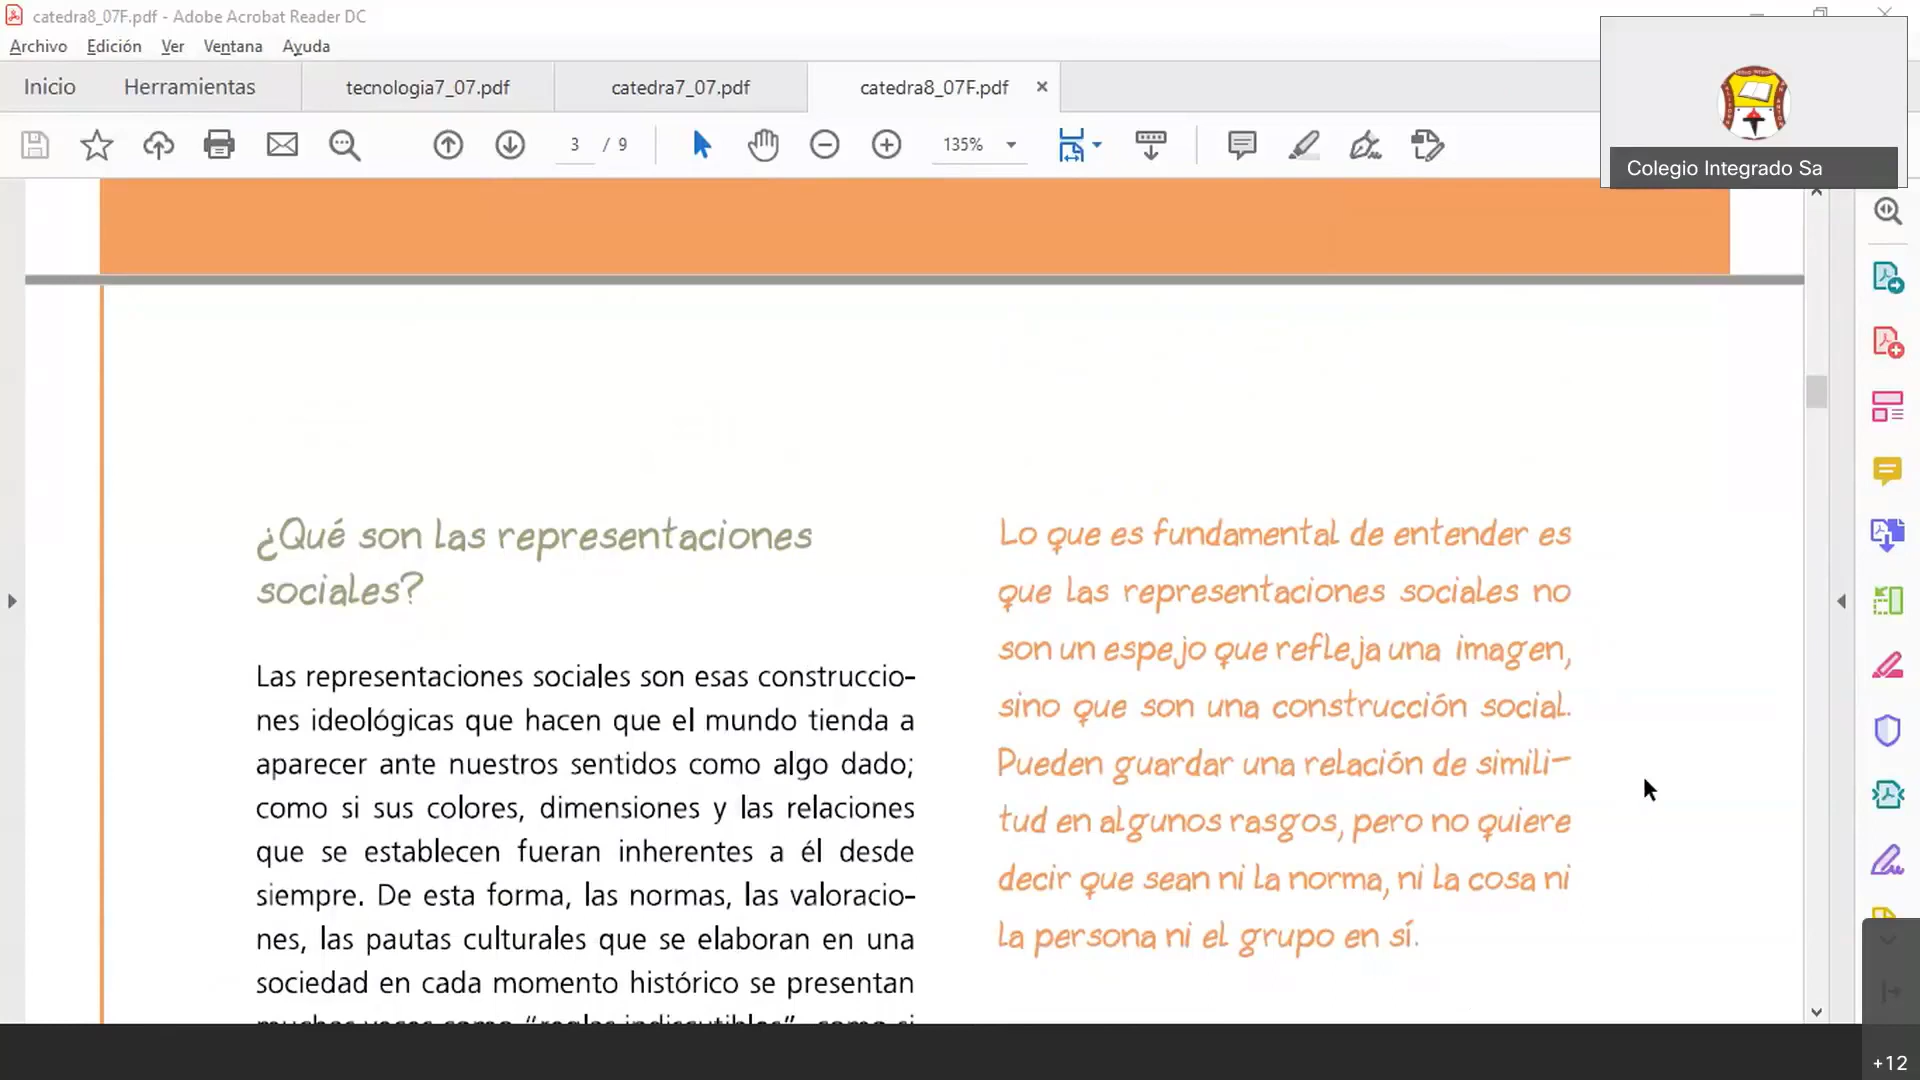 catedra8_07F.pdf - Adobe Acrobat Reader DC
Archivo Edición Ver Ventana Ayuda
Inicio Herramientas tecnologia7_07.pdf catedra7_07.pdf catedra8_07F.pdf
3 / 9 135%
Colegio Integrado Sa
¿Qué son las representaciones
sociales?
Las representaciones sociales son esas construccio-
nes ideológicas que hacen que el mundo tienda a
aparecer ante nuestros sentidos como algo dado;
como si sus colores, dimensiones y las relaciones
que se establecen fueran inherentes a él desde
siempre. De esta forma, las normas, las valoracio-
nes, las pautas culturales que se elaboran en una
sociedad en cada momento histórico se presentan
muchas veces como “reglas indiscutibles”, como si
Lo que es fundamental de entender es
que las representaciones sociales no
son un espejo que refleja una imagen,
sino que son una construcción social.
Pueden guardar una relación de simili-
tud en algunos rasgos, pero no quiere
decir que sean ni la norma, ni la cosa ni
la persona ni el grupo en sí.
+12